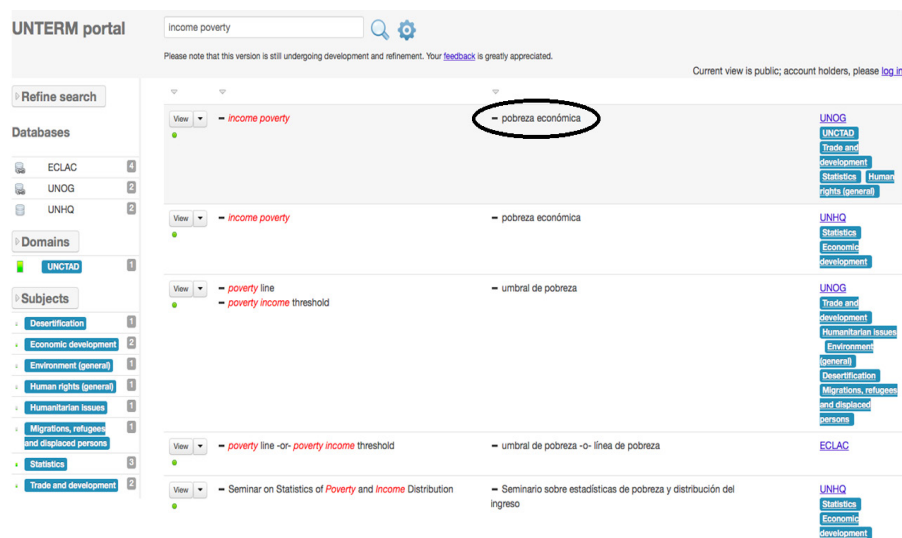 UNTERM portal
income poverty
Please note that this version is still undergoing development and refinement. Your feedback is greatly appreciated.
Current view is public; account holders, please log in
Refine search
Databases
ECLAC 4
UNOG 2
UNHQ 2
Domains
UNCTAD 1
Subjects
Desertification 1
Economic development 2
Environment (general) 1
Human rights (general) 1
Humanitarian issues 1
Migrations, refugees 1
and displaced persons
Statistics 3
Trade and development 2
View – income poverty – pobreza económica UNOG
UNCTAD
Trade and
development
Statistics Human
rights (general)
View – income poverty – pobreza económica UNHQ
Statistics
Economic
development
View – poverty line – umbral de pobreza UNOG
– poverty income threshold
Trade and
development
Humanitarian issues
Environment
(general)
Desertification
Migrations, refugees
and displaced
persons
View – poverty line -or- poverty income threshold – umbral de pobreza -o- línea de pobreza ECLAC
View – Seminar on Statistics of Poverty and Income Distribution – Seminario sobre estadísticas de pobreza y distribución del UNHQ
ingreso
Statistics
Economic
development